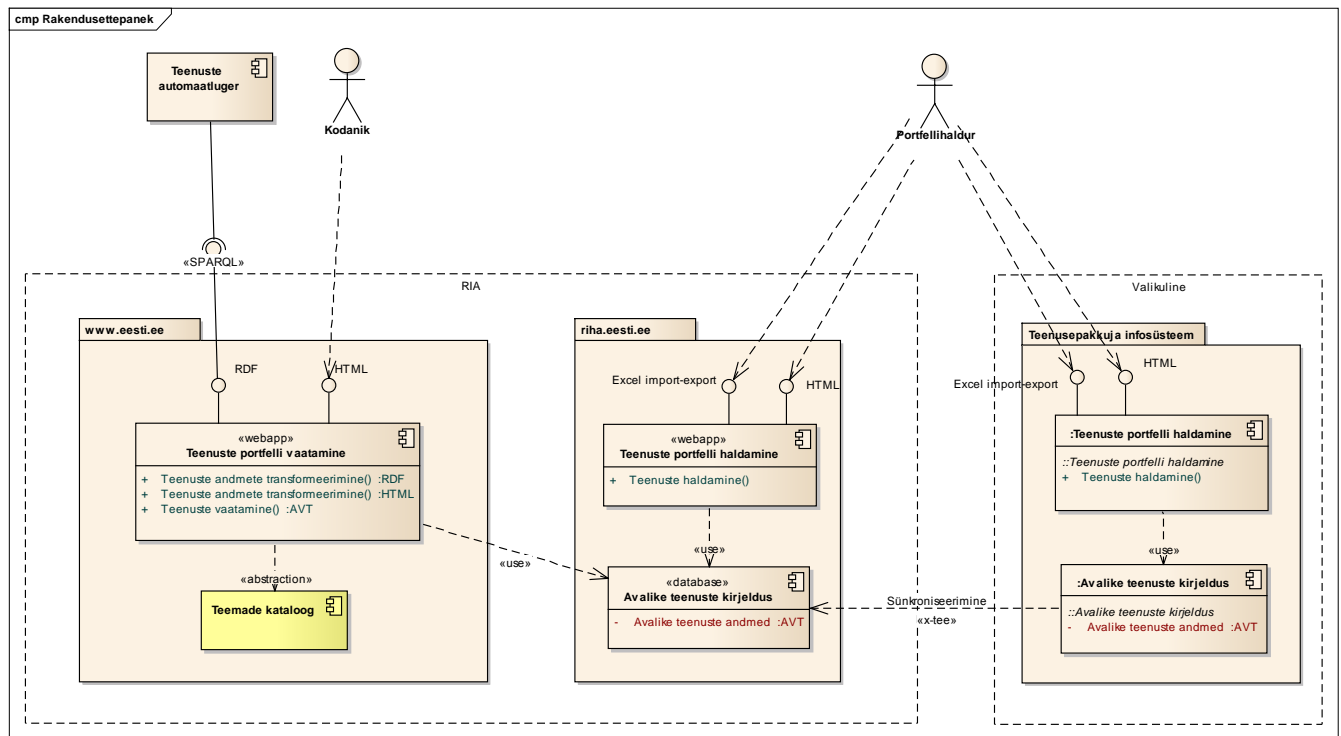 cmp Rakendusettepanek
Teenuste
automaatluger
Kodanik
Portfellihaldur
«SPARQL»
RIA
Valikuline
www.eesti.ee
RDF
HTML
«webapp»
Teenuste portfelli vaatamine
+ Teenuste andmete transformeerimine() :RDF
+ Teenuste andmete transformeerimine() :HTML
+ Teenuste vaatamine() :AVT
«abstraction»
Teemade kataloog
«use»
riha.eesti.ee
Excel import-export
HTML
«webapp»
Teenuste portfelli haldamine
+ Teenuste haldamine()
«use»
«database»
Avalike teenuste kirjeldus
- Avalike teenuste andmed :AVT
Sünkroniseerimine
«x-tee»
Teenusepakkuja infosüsteem
Excel import-export
HTML
:Teenuste portfelli haldamine
::Teenuste portfelli haldamine
+ Teenuste haldamine()
«use»
:Avalike teenuste kirjeldus
::Avalike teenuste kirjeldus
- Avalike teenuste andmed :AVT